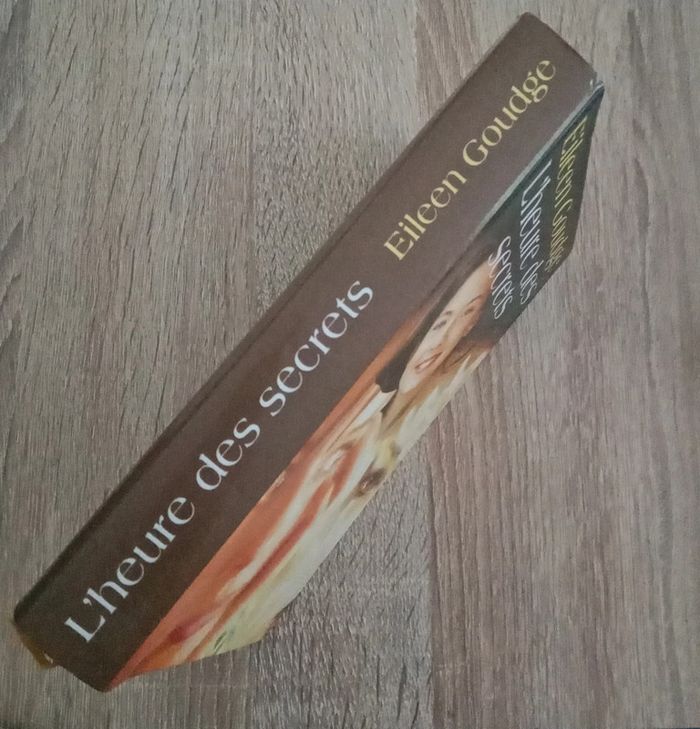 L'heure des secrets Eileen Goudge
Eileen Goudge
L'heure des
secrets